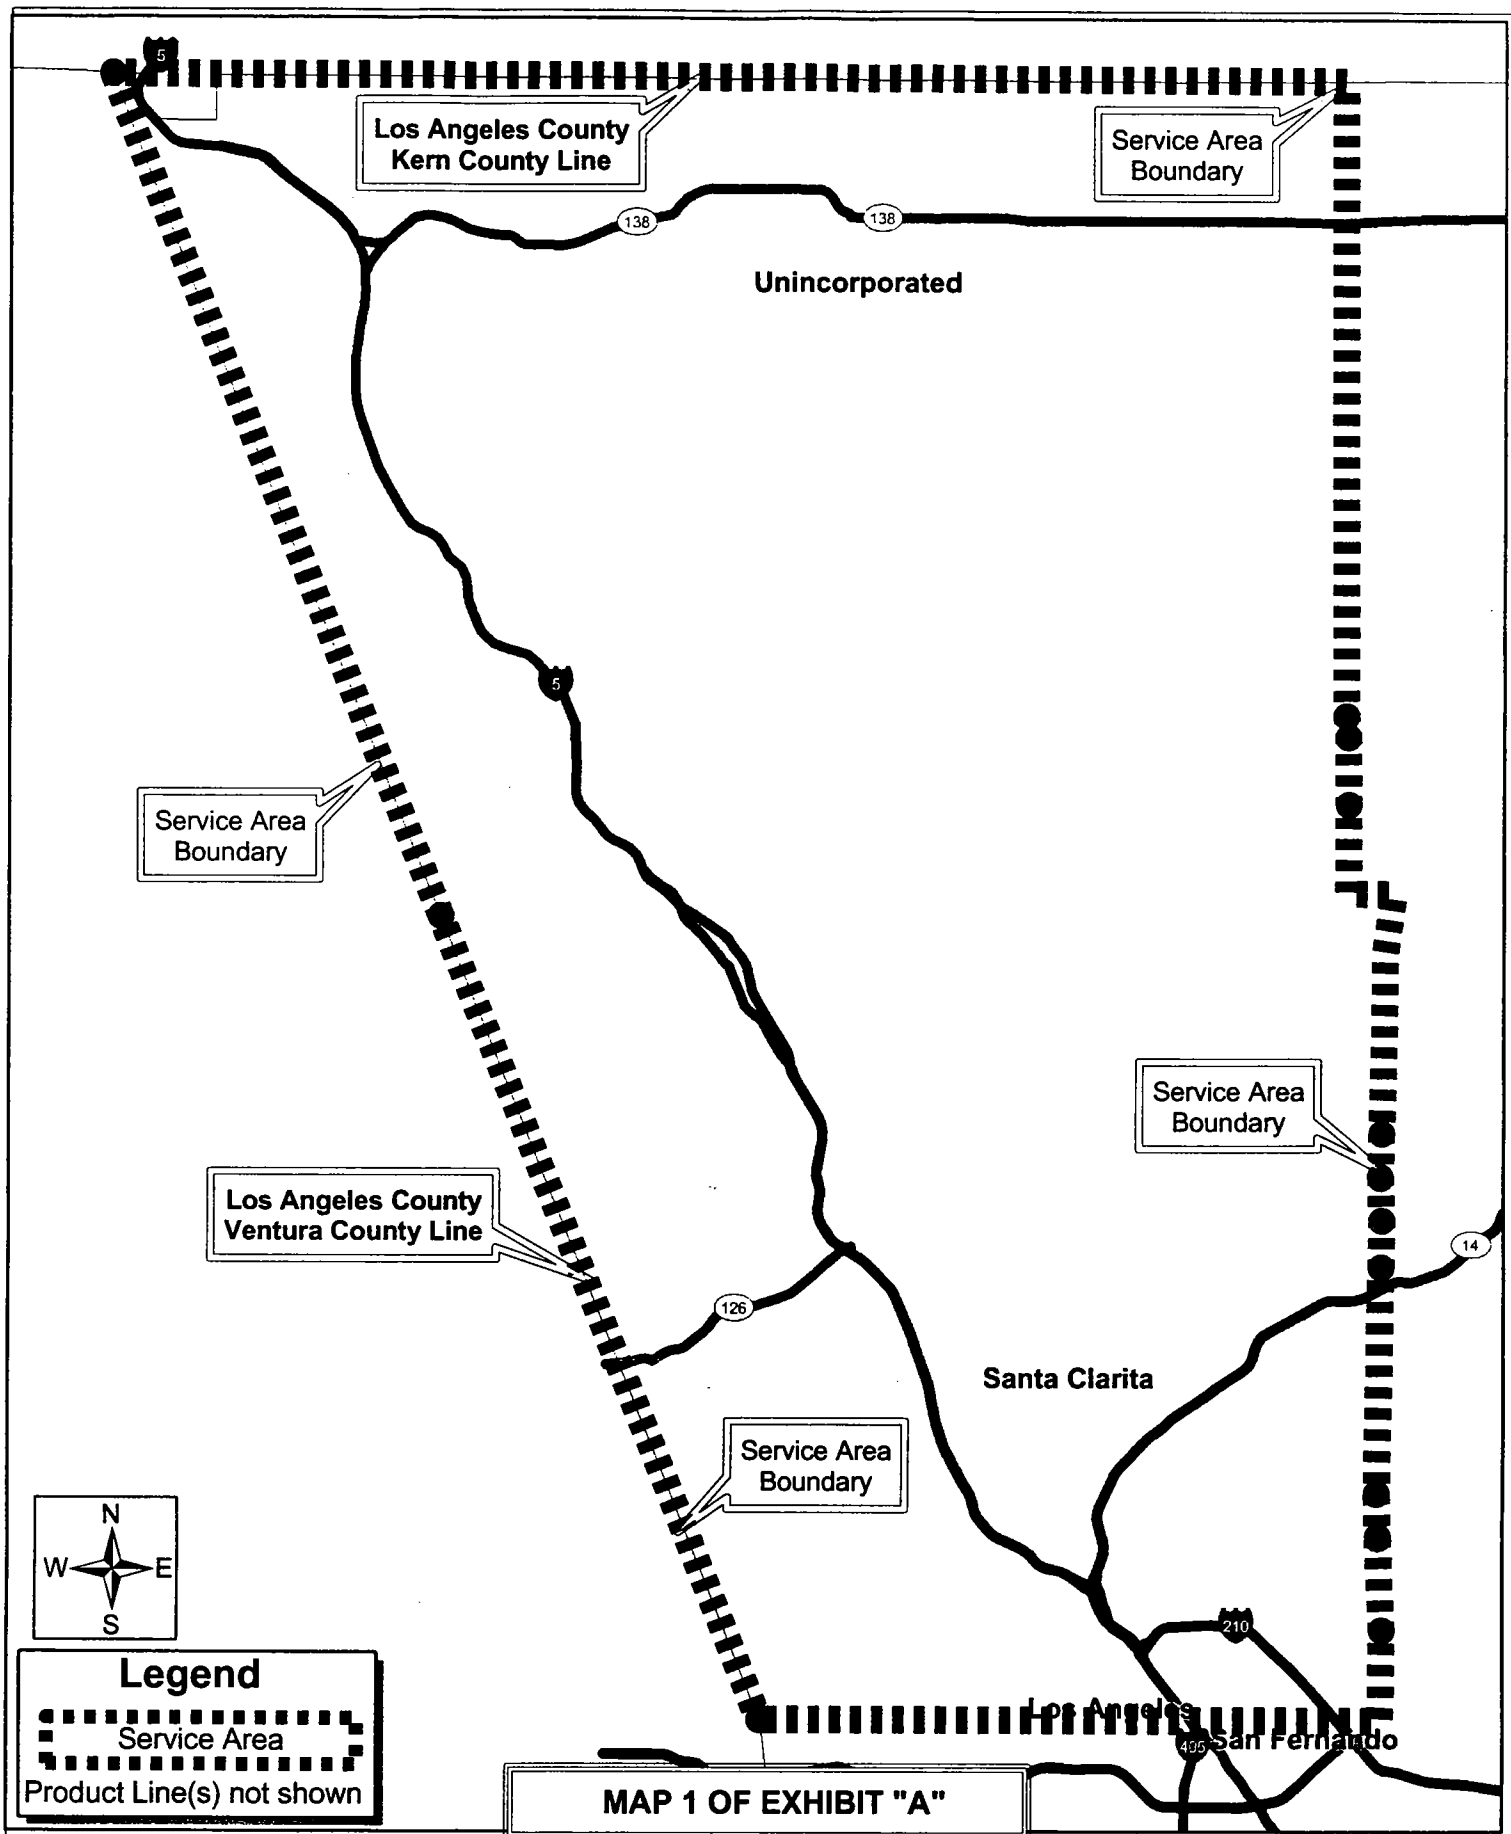 5
Los Angeles County
Kern County Line
Service Area
Boundary
138
138
Unincorporated
5
Service Area
Boundary
Service Area
Boundary
Los Angeles County
Ventura County Line
14
126
Santa Clarita
Service Area
Boundary
N
W
E
S
210
Legend
Service Area
Product Line(s) not shown
Los Angeles
San Fernando
405
MAP 1 OF EXHIBIT "A"